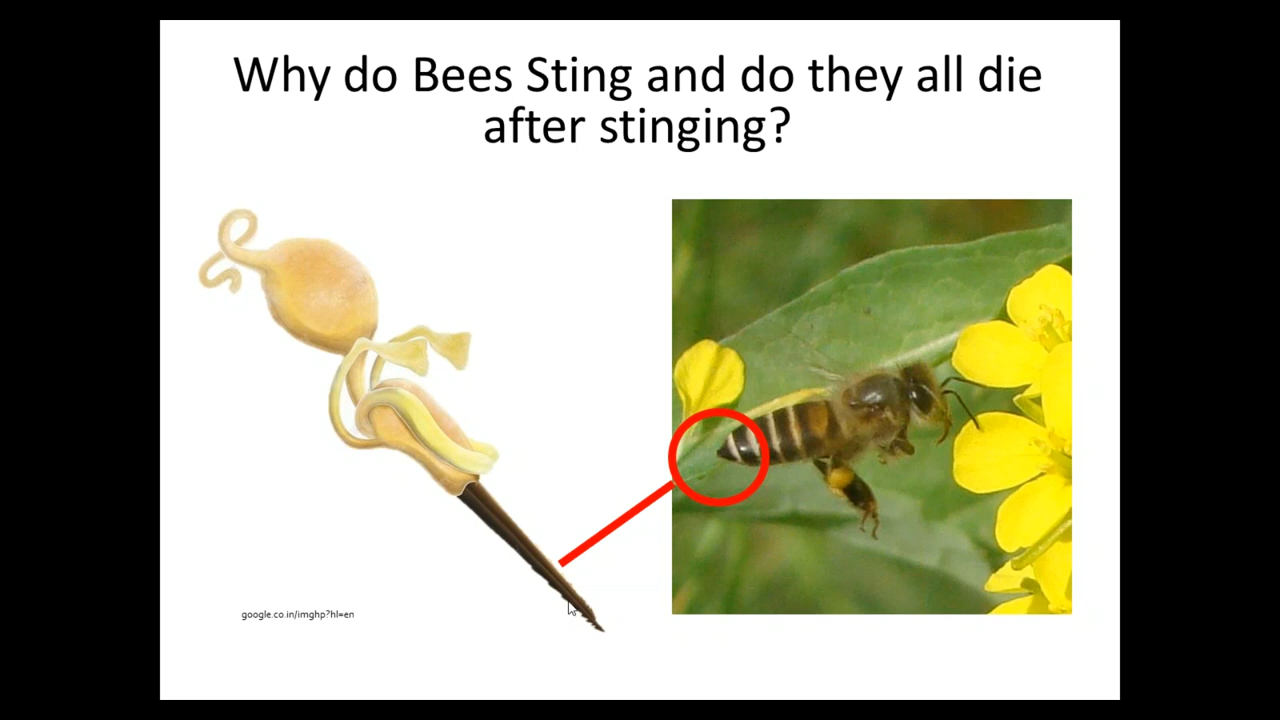 Why do Bees Sting and do they all die
after stinging?
google.co.in/imghp?hl=en